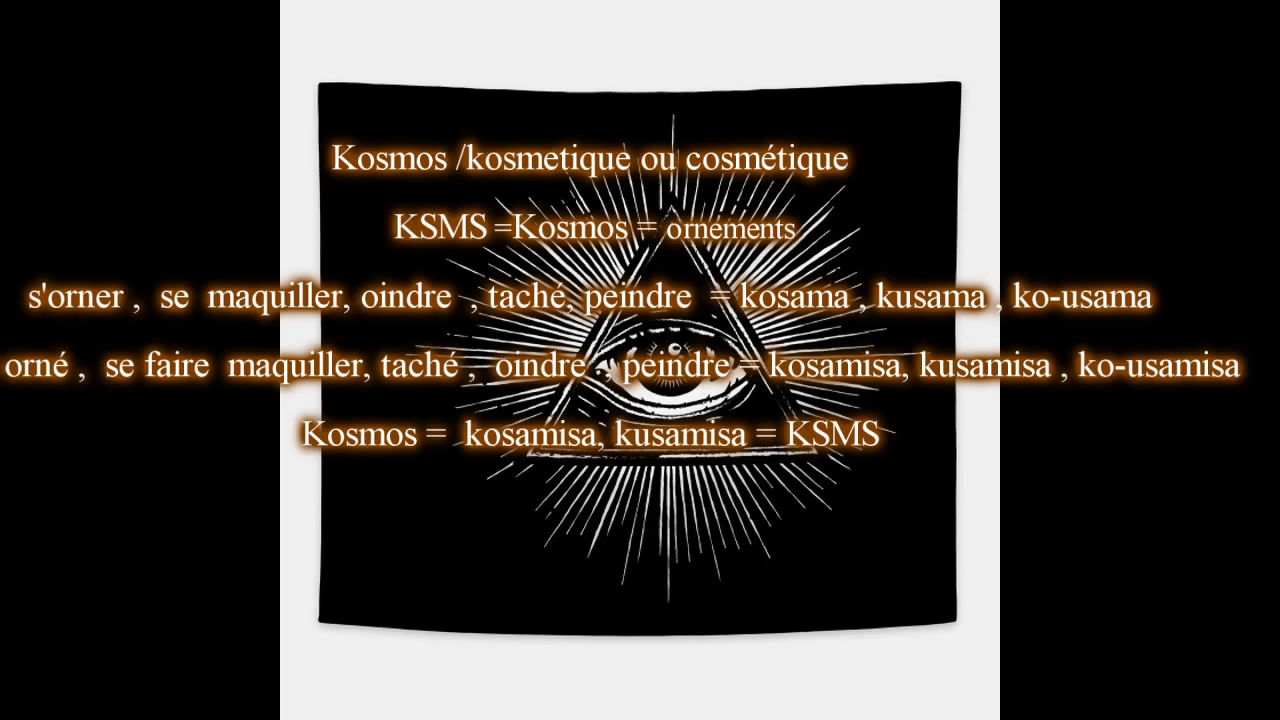 Kosmos /kosmetique ou cosmétique
KSMS =Kosmos = ornements
s'orner , se maquiller, oindre , taché, peindre = kosama , kusama , ko-usama
orné , se faire maquiller, taché , oindre , peindre = kosamisa, kusamisa , ko-usamisa
Kosmos = kosamisa, kusamisa = KSMS